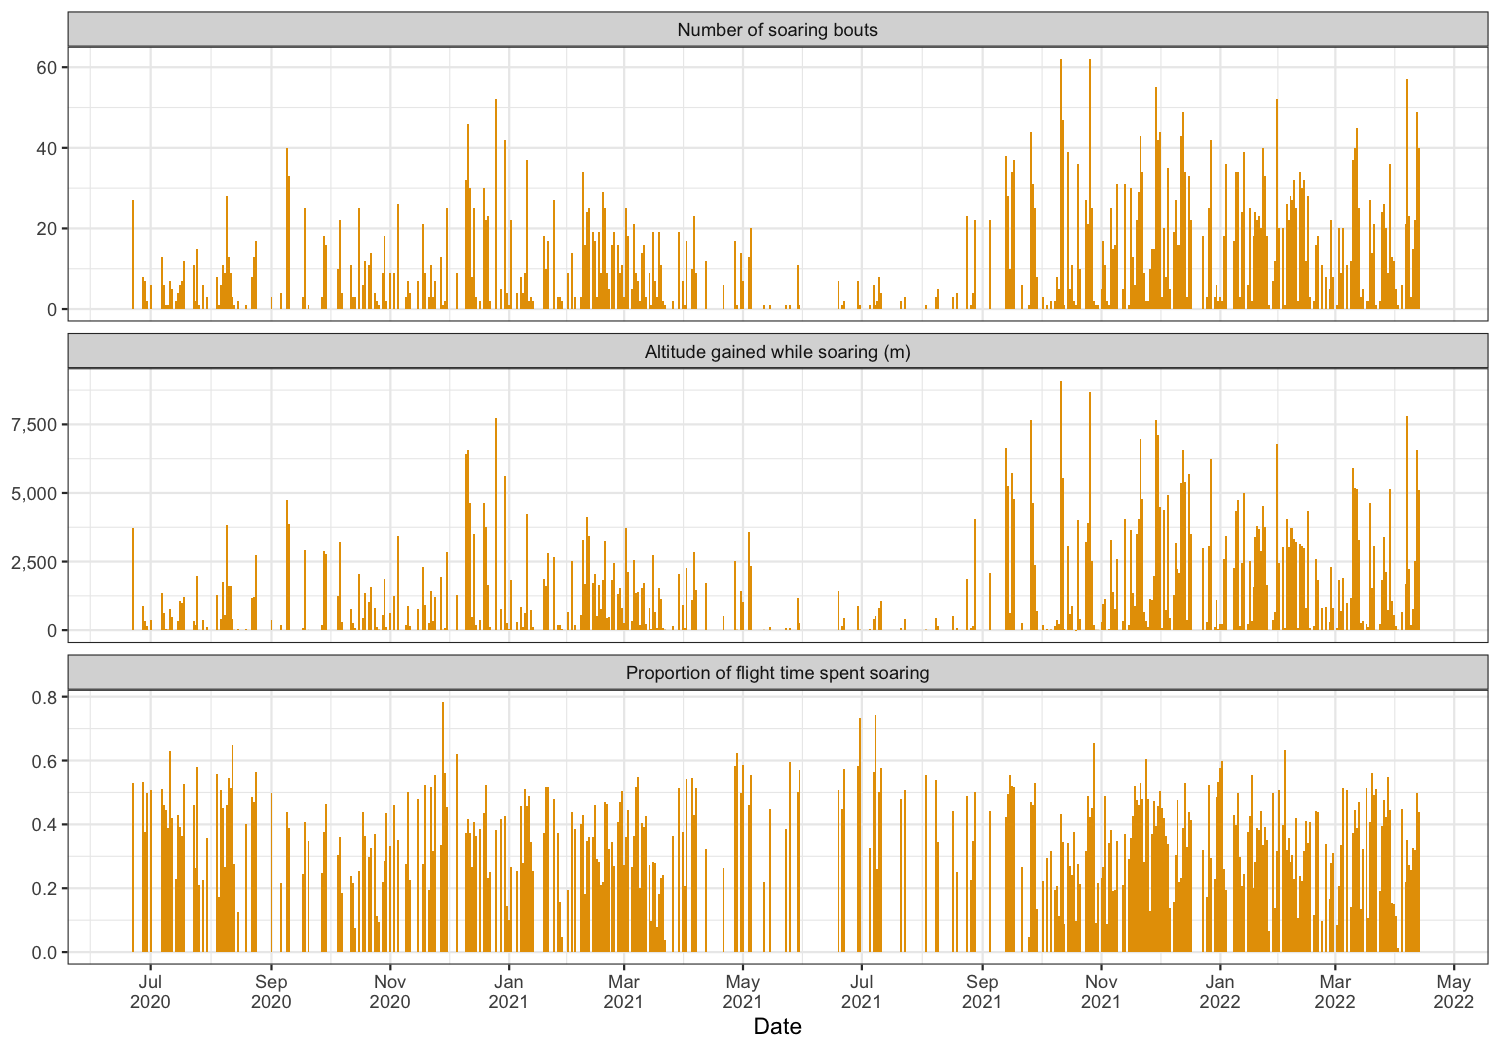 Number of soaring bouts
60
40
20
0
Altitude gained while soaring (m)
7,500
5,000
2,500
0
Proportion of flight time spent soaring
0.8
0.6
0.4
0.2
0.0
Jul Sep Nov Jan Mar May Jul Sep Nov Jan Mar May
2020 2020 2020 2021 2021 2021 2021 2021 2021 2022 2022 2022
Date